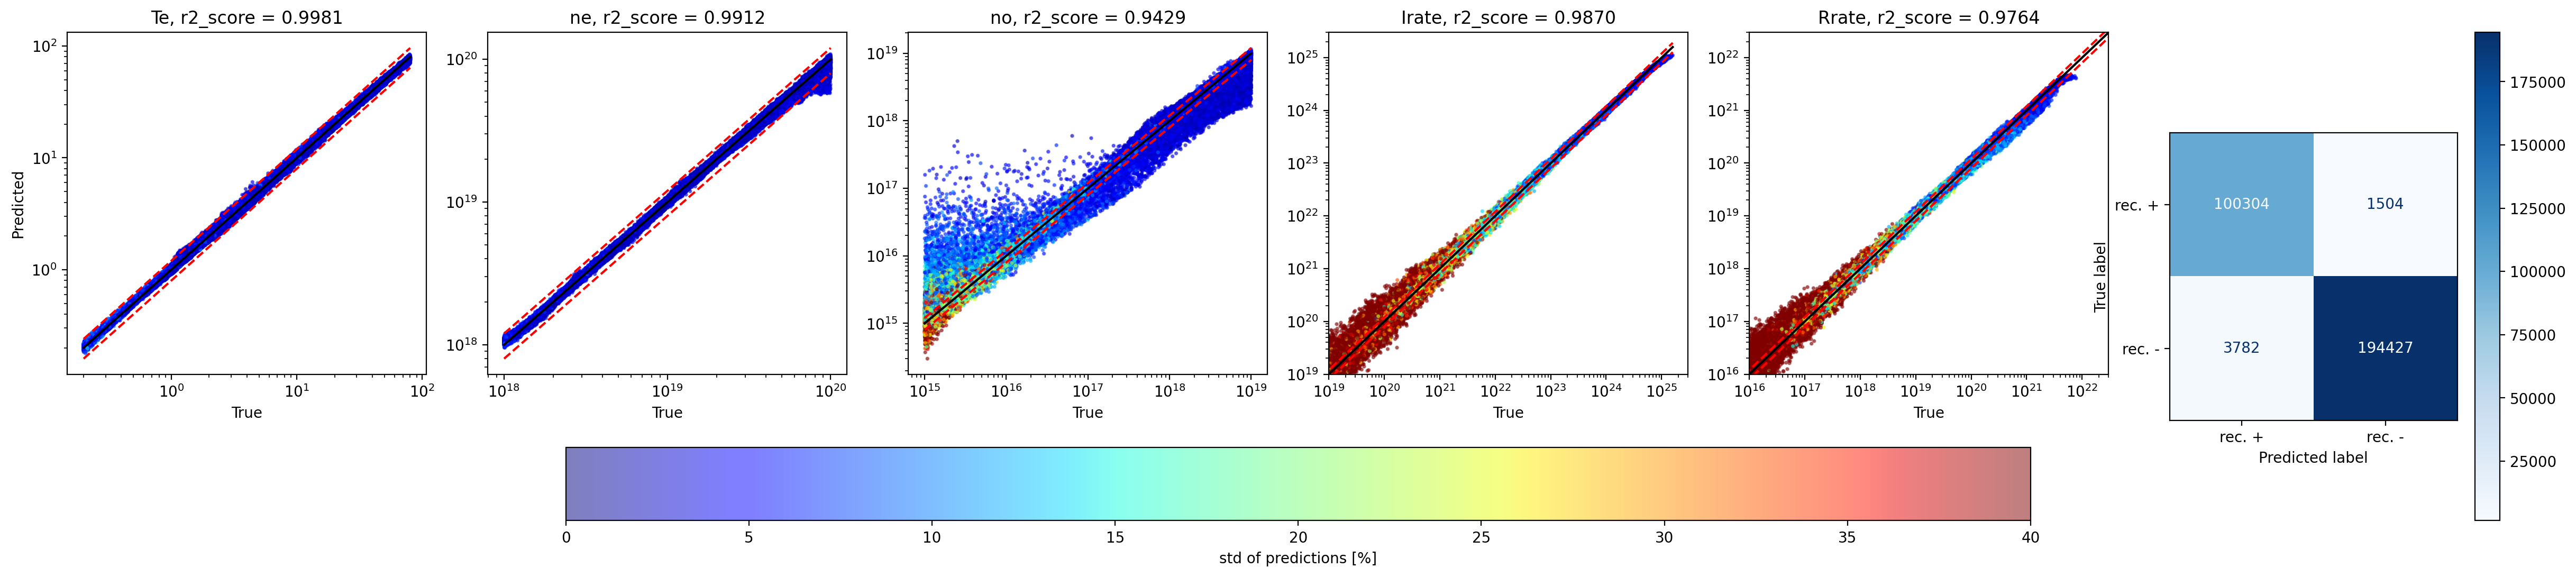 Te, r2_score = 0.9981
ne, r2_score = 0.9912
no, r2_score = 0.9429
Irate, r2_score = 0.9870
Rrate, r2_score = 0.9764
Predicted
10² 10¹ 10⁰
10⁰ 10¹ 10²
True
10²⁰ 10¹⁹ 10¹⁸
10¹⁸ 10¹⁹ 10²⁰
True
10¹⁹ 10¹⁸ 10¹⁷ 10¹⁶ 10¹⁵
10¹⁵ 10¹⁶ 10¹⁷ 10¹⁸ 10¹⁹
True
10²⁵ 10²⁴ 10²³ 10²² 10²¹ 10²⁰ 10¹⁹
10¹⁹ 10²⁰ 10²¹ 10²² 10²³ 10²⁴ 10²⁵
True
10²² 10²¹ 10²⁰ 10¹⁹ 10¹⁸ 10¹⁷ 10¹⁶
10¹⁶ 10¹⁷ 10¹⁸ 10¹⁹ 10²⁰ 10²¹ 10²²
True
True label
rec. + 100304 1504
rec. - 3782 194427
rec. + rec. -
Predicted label
175000
150000
125000
100000
75000
50000
25000
0 5 10 15 20 25 30 35 40
std of predictions [%]